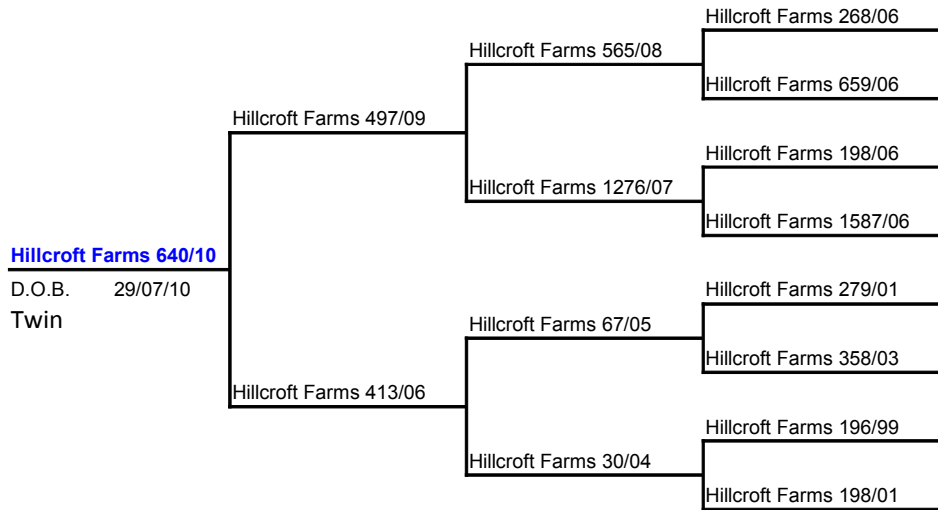 Hillcroft Farms 268/06
Hillcroft Farms 565/08
Hillcroft Farms 659/06
Hillcroft Farms 497/09
Hillcroft Farms 198/06
Hillcroft Farms 1276/07
Hillcroft Farms 1587/06
Hillcroft Farms 640/10
D.O.B. 29/07/10
Twin
Hillcroft Farms 279/01
Hillcroft Farms 67/05
Hillcroft Farms 358/03
Hillcroft Farms 413/06
Hillcroft Farms 196/99
Hillcroft Farms 30/04
Hillcroft Farms 198/01